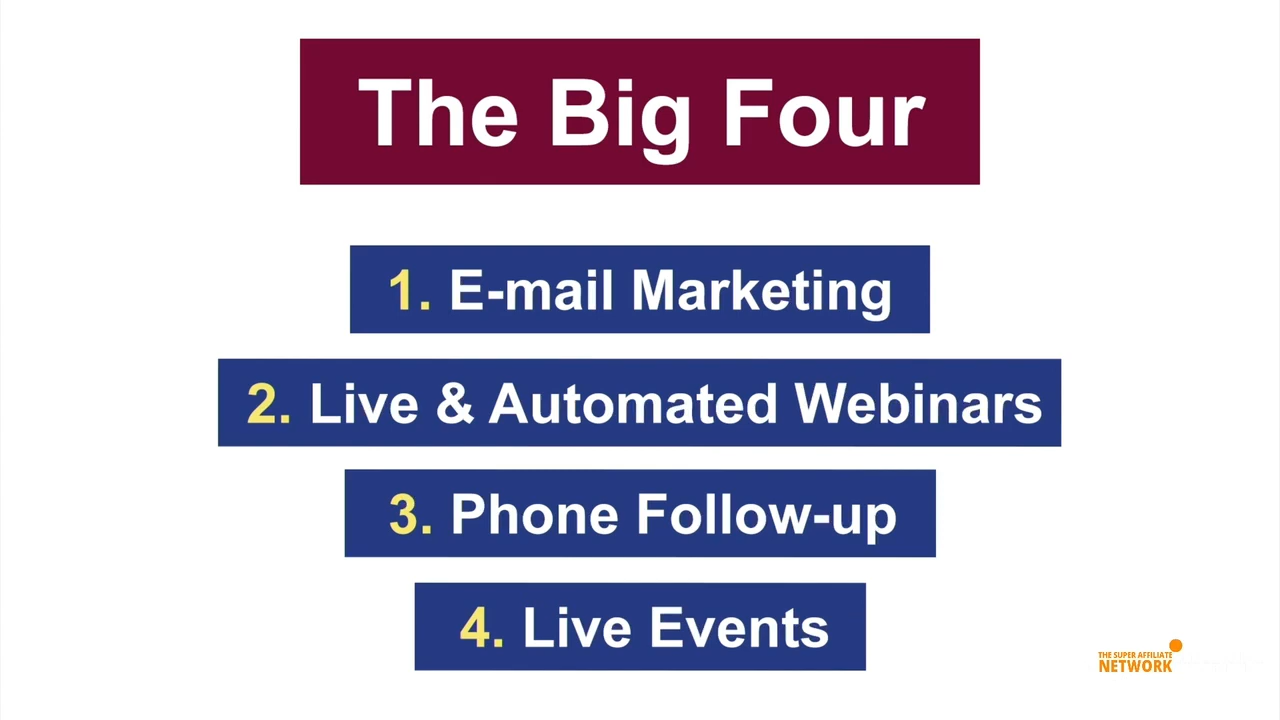 The Big Four
1. E-mail Marketing
2. Live & Automated Webinars
3. Phone Follow-up
4. Live Events
THE SUPER AFFILIATE
NETWORK